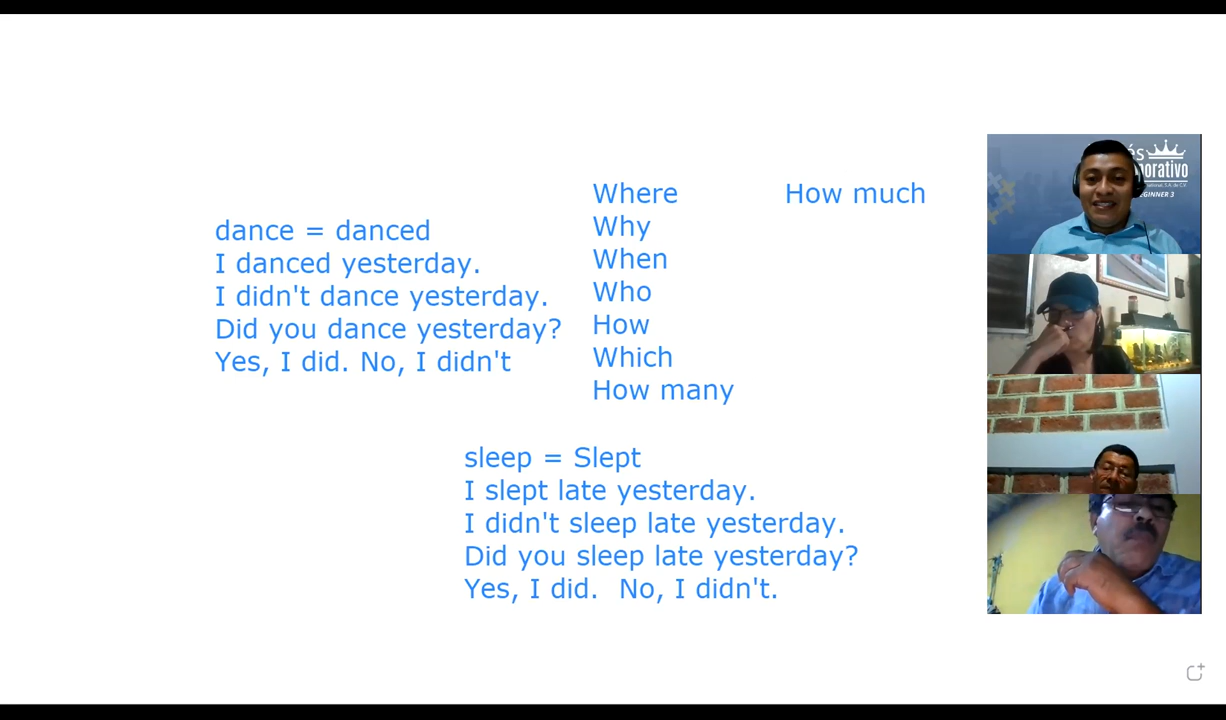 dance = danced
I danced yesterday.
I didn't dance yesterday.
Did you dance yesterday?
Yes, I did. No, I didn't
Where
Why
When
Who
How
Which
How many
How much
sleep = Slept
I slept late yesterday.
I didn't sleep late yesterday.
Did you sleep late yesterday?
Yes, I did.  No, I didn't.